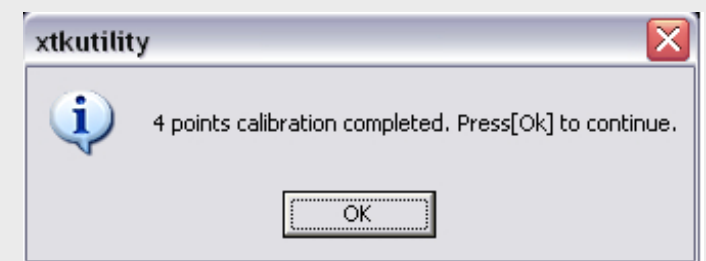 xtkutility
4 points calibration completed. Press[Ok] to continue.
OK